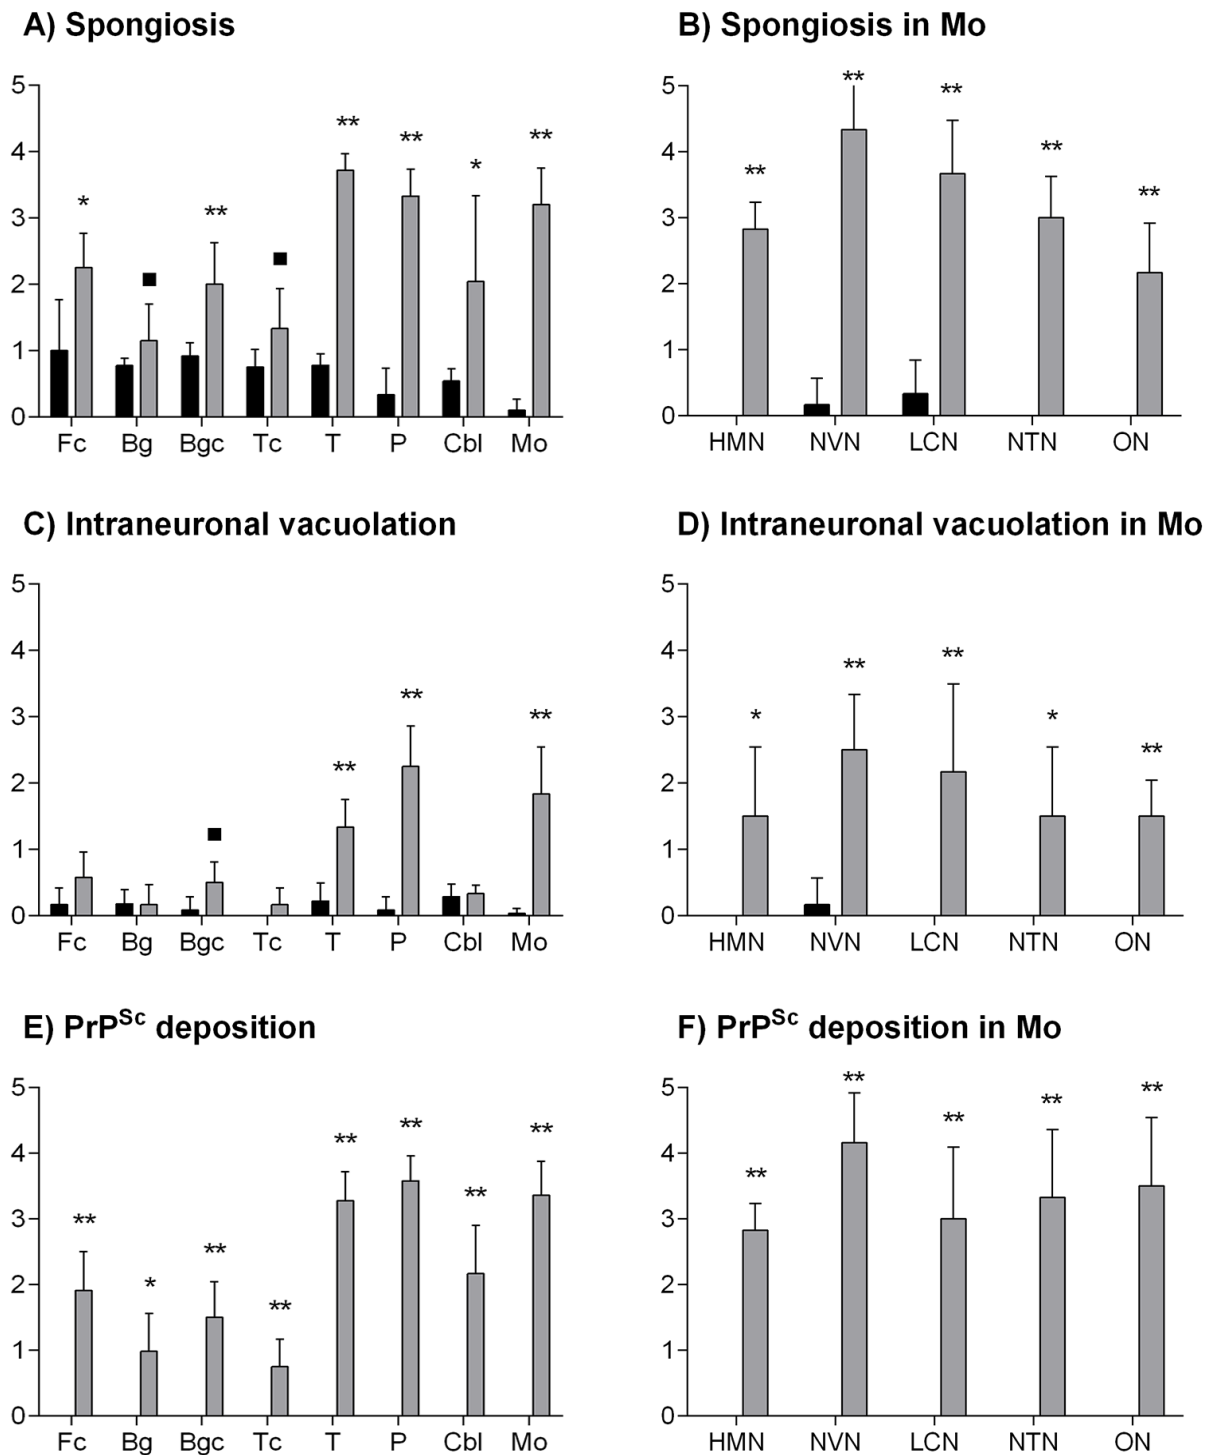 A) Spongiosis
5
4
3
2
1
0
* ■ ** ■ ** ** * **
Fc Bg Bgc Tc T P Cbl Mo
B) Spongiosis in Mo
5
4
3
2
1
0
** ** ** ** **
HMN NVN LCN NTN ON
C) Intraneuronal vacuolation
5
4
3
2
1
0
■ ** ** **
Fc Bg Bgc Tc T P Cbl Mo
D) Intraneuronal vacuolation in Mo
5
4
3
2
1
0
* ** ** * **
HMN NVN LCN NTN ON
E) PrPSc deposition
5
4
3
2
1
0
** * ** ** ** ** ** **
Fc Bg Bgc Tc T P Cbl Mo
F) PrPSc deposition in Mo
5
4
3
2
1
0
** ** ** ** **
HMN NVN LCN NTN ON